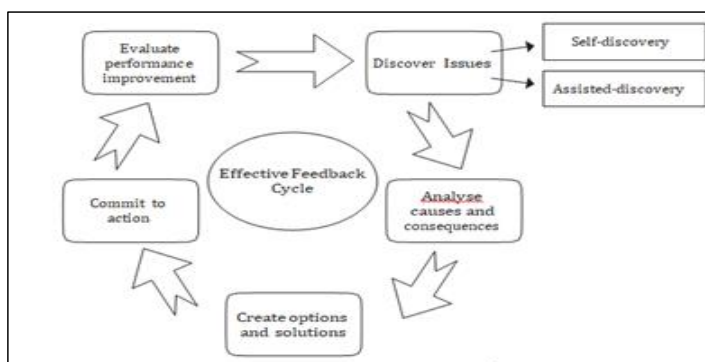 Evaluate
performance
improvement
Discover Issues
Self-discovery
Assisted-discovery
Effective Feedback
Cycle
Commit to
action
Analyse
causes and
consequences
Create options
and solutions